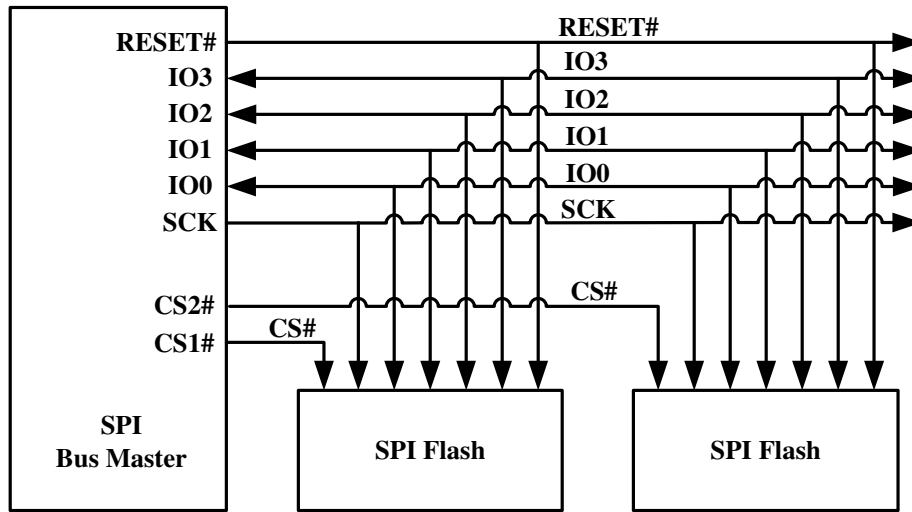 RESET#
RESET#
IO3
IO3
IO2
IO2
IO1
IO1
IO0
IO0
SCK
SCK
CS2#
CS#
CS1#
CS#
SPI
Bus Master
SPI Flash
SPI Flash